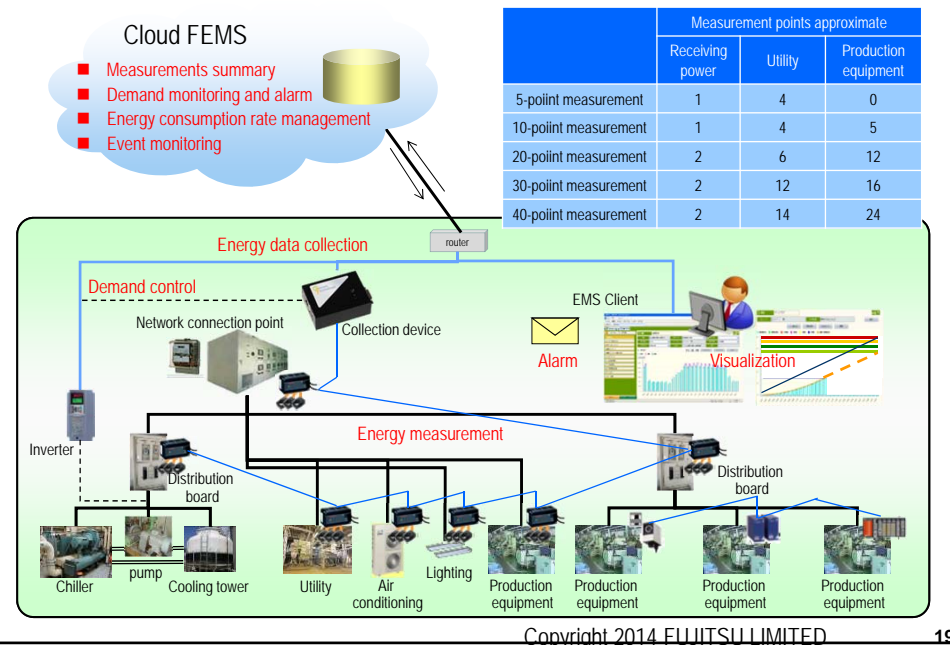 Cloud FEMS
Measurements summary
Demand monitoring and alarm
Energy consumption rate management
Event monitoring
Measurement points approximate
Receiving power
Utility
Production equipment
5-poiint measurement 1 4 0
10-poiint measurement 1 4 5
20-poiint measurement 2 6 12
30-poiint measurement 2 12 16
40-poiint measurement 2 14 24
router
Energy data collection
Demand control
Network connection point
Collection device
EMS Client
Alarm
Visualization
Inverter
Energy measurement
Distribution
board
Distribution
board
Chiller
pump
Cooling tower
Utility
Air
conditioning
Lighting
Production
equipment
Production
equipment
Production
equipment
Production
equipment
Copyright 2014 FUJITSU LIMITED
19